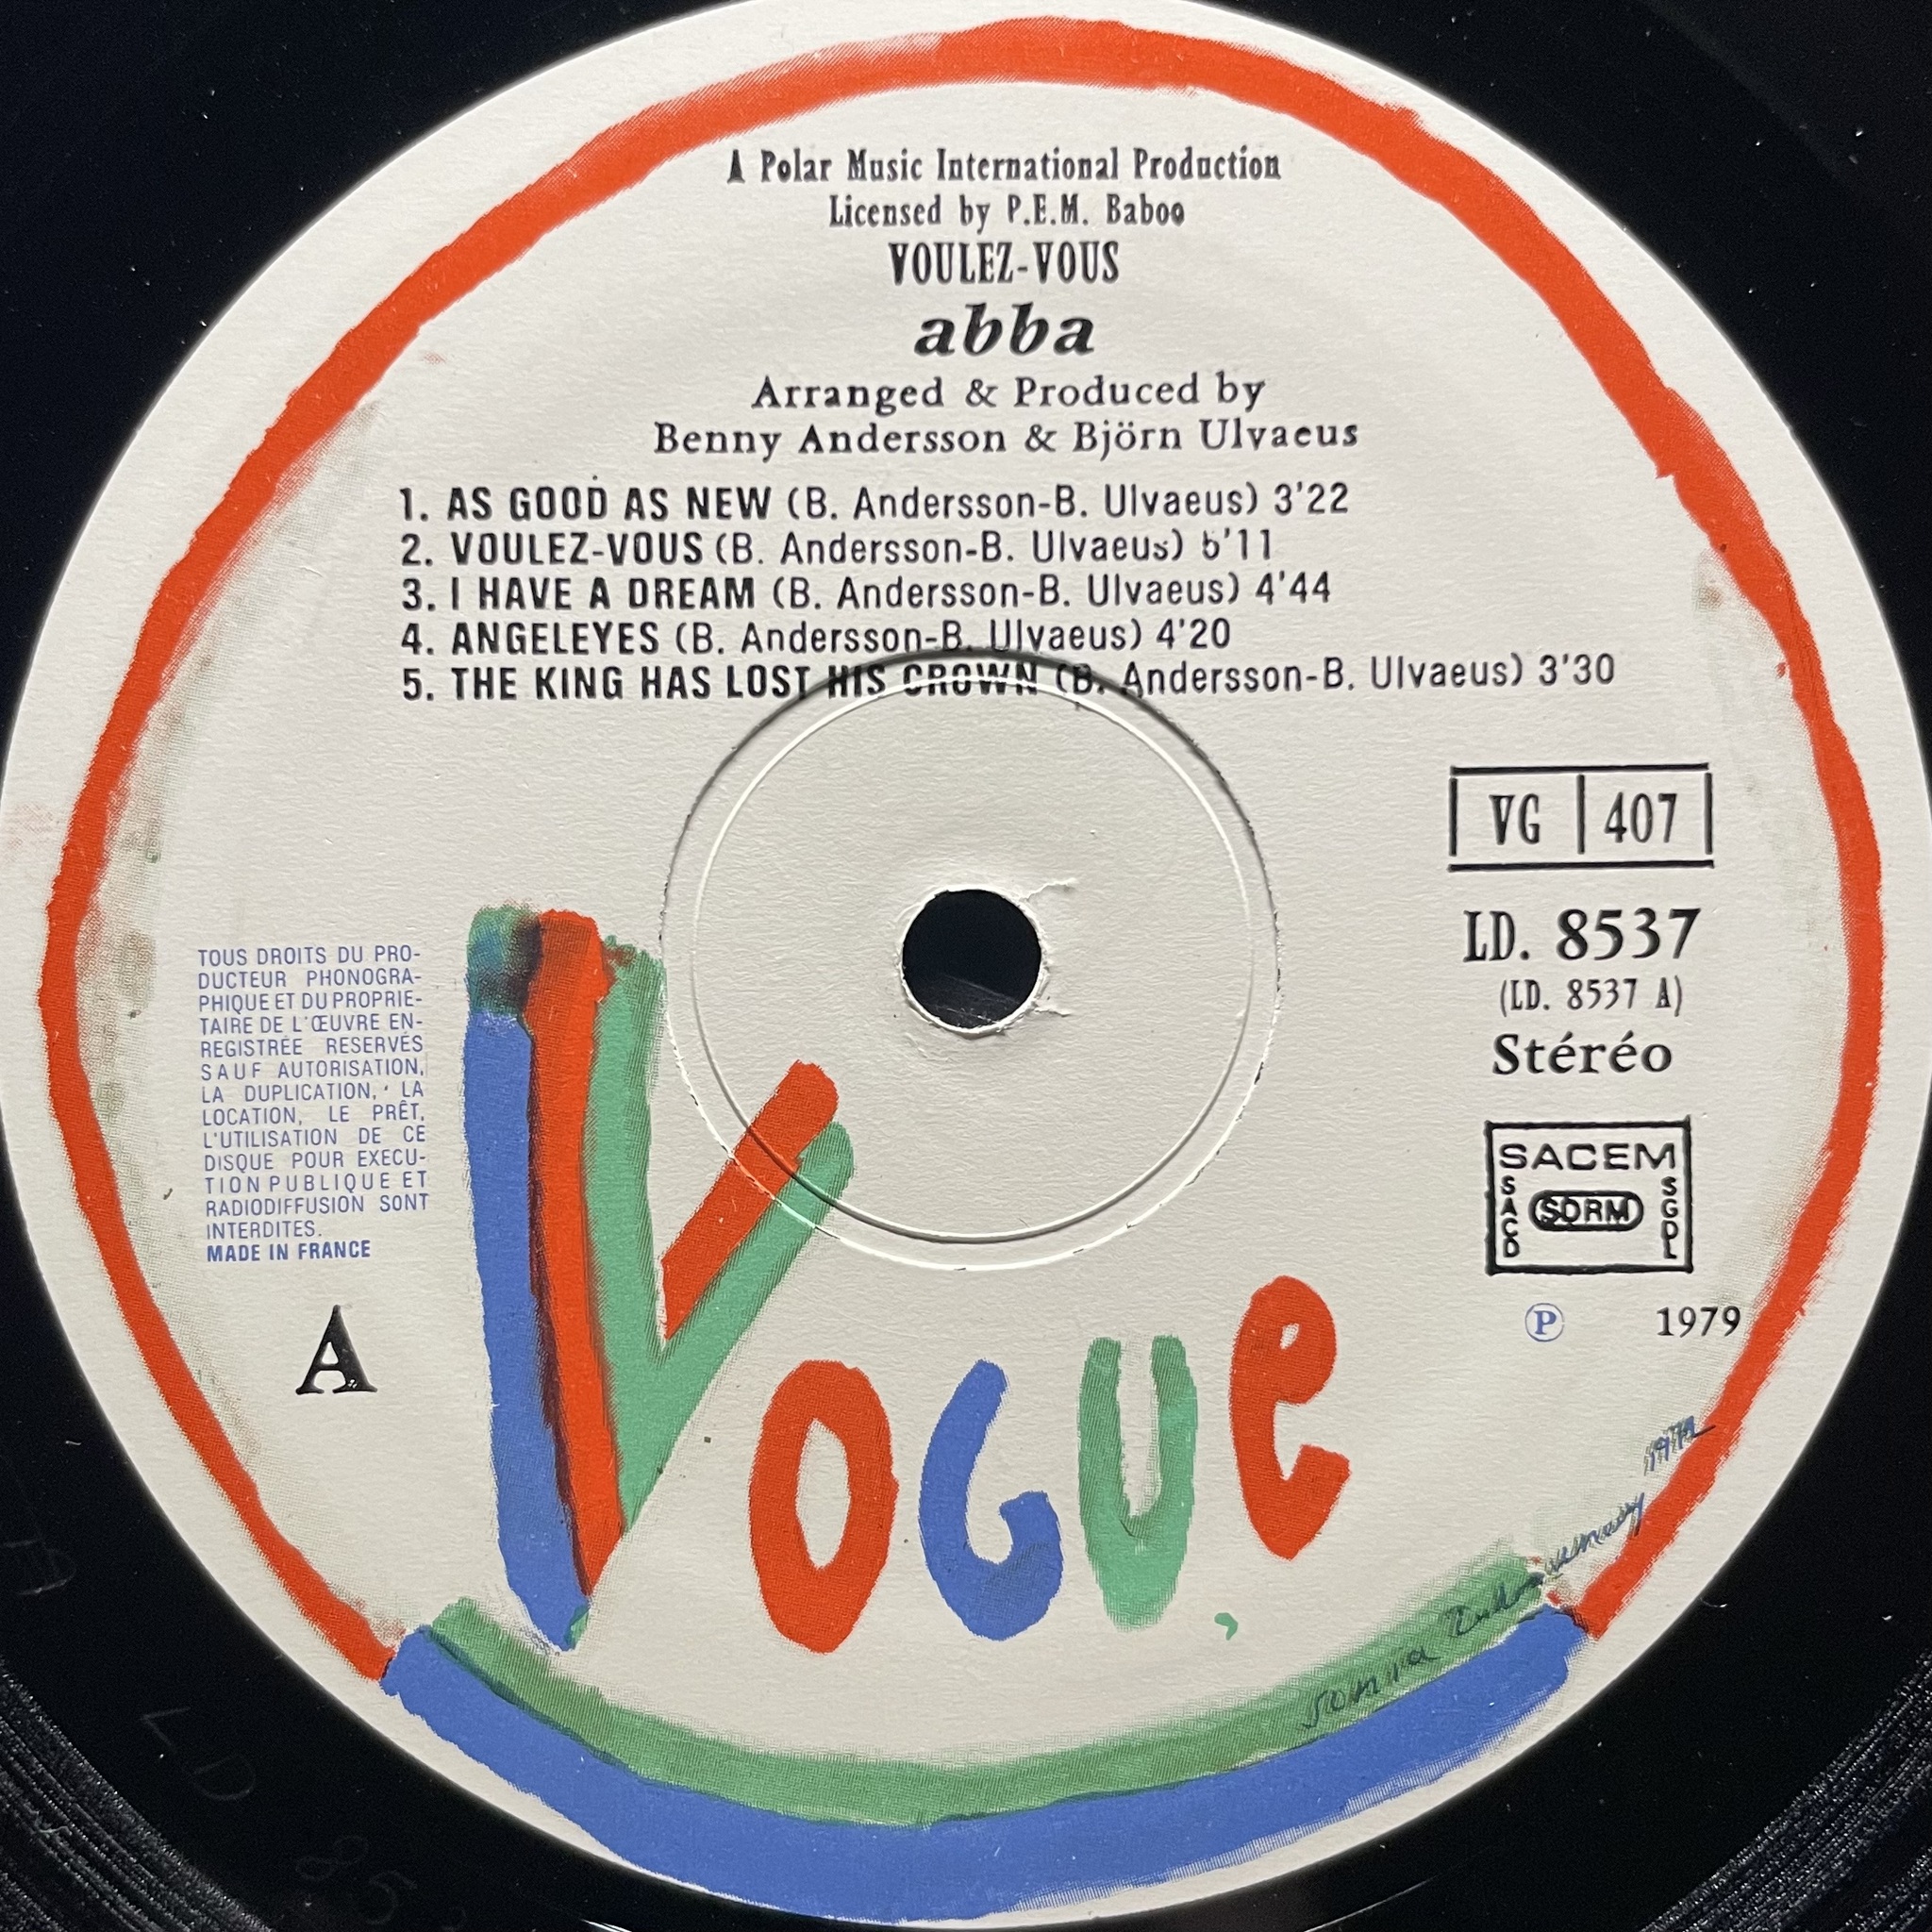 A Polar Music International Production
Licensed by P.E.M. Baboo
VOULEZ-VOUS
abba
Arranged & Produced by
Benny Andersson & Björn Ulvaeus
1. AS GOOD AS NEW (B. Andersson-B. Ulvaeus) 3'22
2. VOULEZ-VOUS (B. Andersson-B. Ulvaeus) 5'11
3. I HAVE A DREAM (B. Andersson-B. Ulvaeus) 4'44
4. ANGELEYES (B. Andersson-B. Ulvaeus) 4'20
5. THE KING HAS LOST HIS CROWN (B. Andersson-B. Ulvaeus) 3'30
VG 407
LD. 8537
(LD. 8537 A)
Stéréo
SACEM
SACD SDRM SGDL
Ⓟ 1979
TOUS DROITS DU PRO-
DUCTEUR PHONOGRA-
PHIQUE ET DU PROPRIE-
TAIRE DE L'ŒUVRE EN-
REGISTRÉE RESERVÉS
SAUF AUTORISATION,
LA DUPLICATION, LA
LOCATION, LE PRÊT,
L'UTILISATION DE CE
DISQUE POUR EXECU-
TION PUBLIQUE ET
RADIODIFFUSION SONT
INTERDITES.
MADE IN FRANCE
A
VOGUE
LD 85